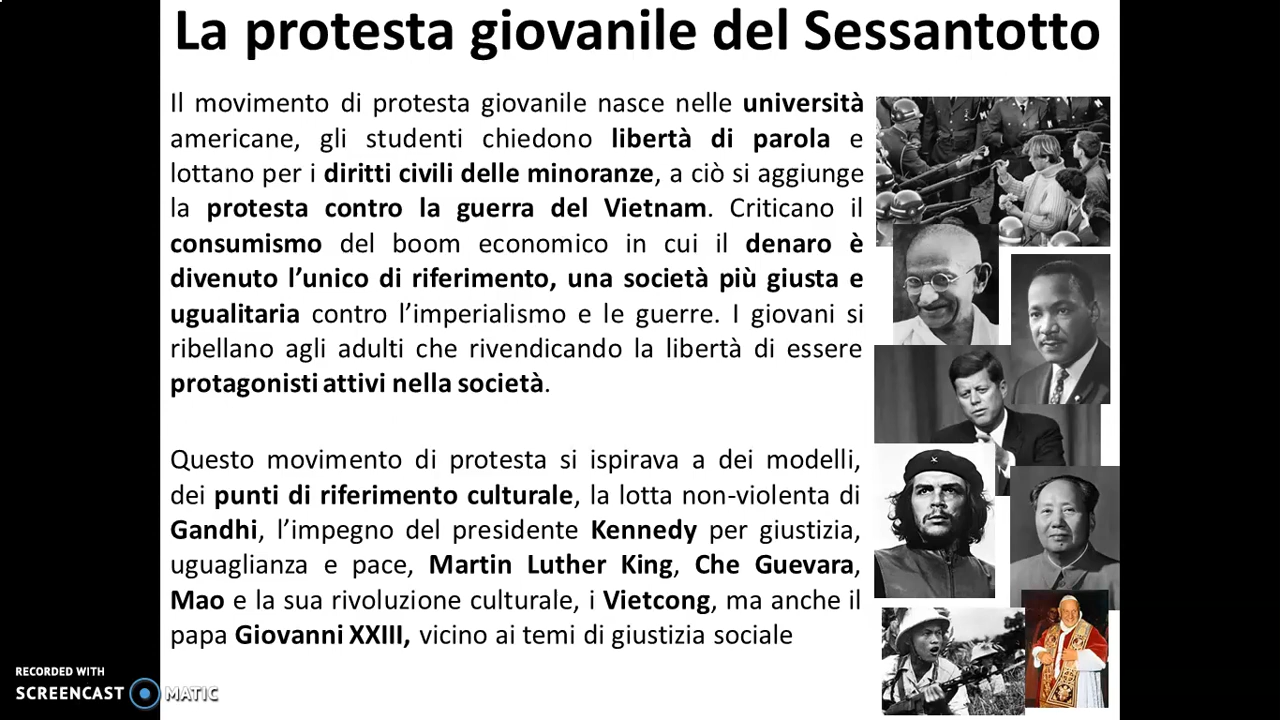 La protesta giovanile del Sessantotto
Il movimento di protesta giovanile nasce nelle università
americane, gli studenti chiedono libertà di parola e
lottano per i diritti civili delle minoranze, a ciò si aggiunge
la protesta contro la guerra del Vietnam. Criticano il
consumismo del boom economico in cui il denaro è
divenuto l’unico di riferimento, una società più giusta e
ugualitaria contro l’imperialismo e le guerre. I giovani si
ribellano agli adulti che rivendicando la libertà di essere
protagonisti attivi nella società.
Questo movimento di protesta si ispirava a dei modelli,
dei punti di riferimento culturale, la lotta non-violenta di
Gandhi, l’impegno del presidente Kennedy per giustizia,
uguaglianza e pace, Martin Luther King, Che Guevara,
Mao e la sua rivoluzione culturale, i Vietcong, ma anche il
papa Giovanni XXIII, vicino ai temi di giustizia sociale
RECORDED WITH
SCREENCAST MATIC